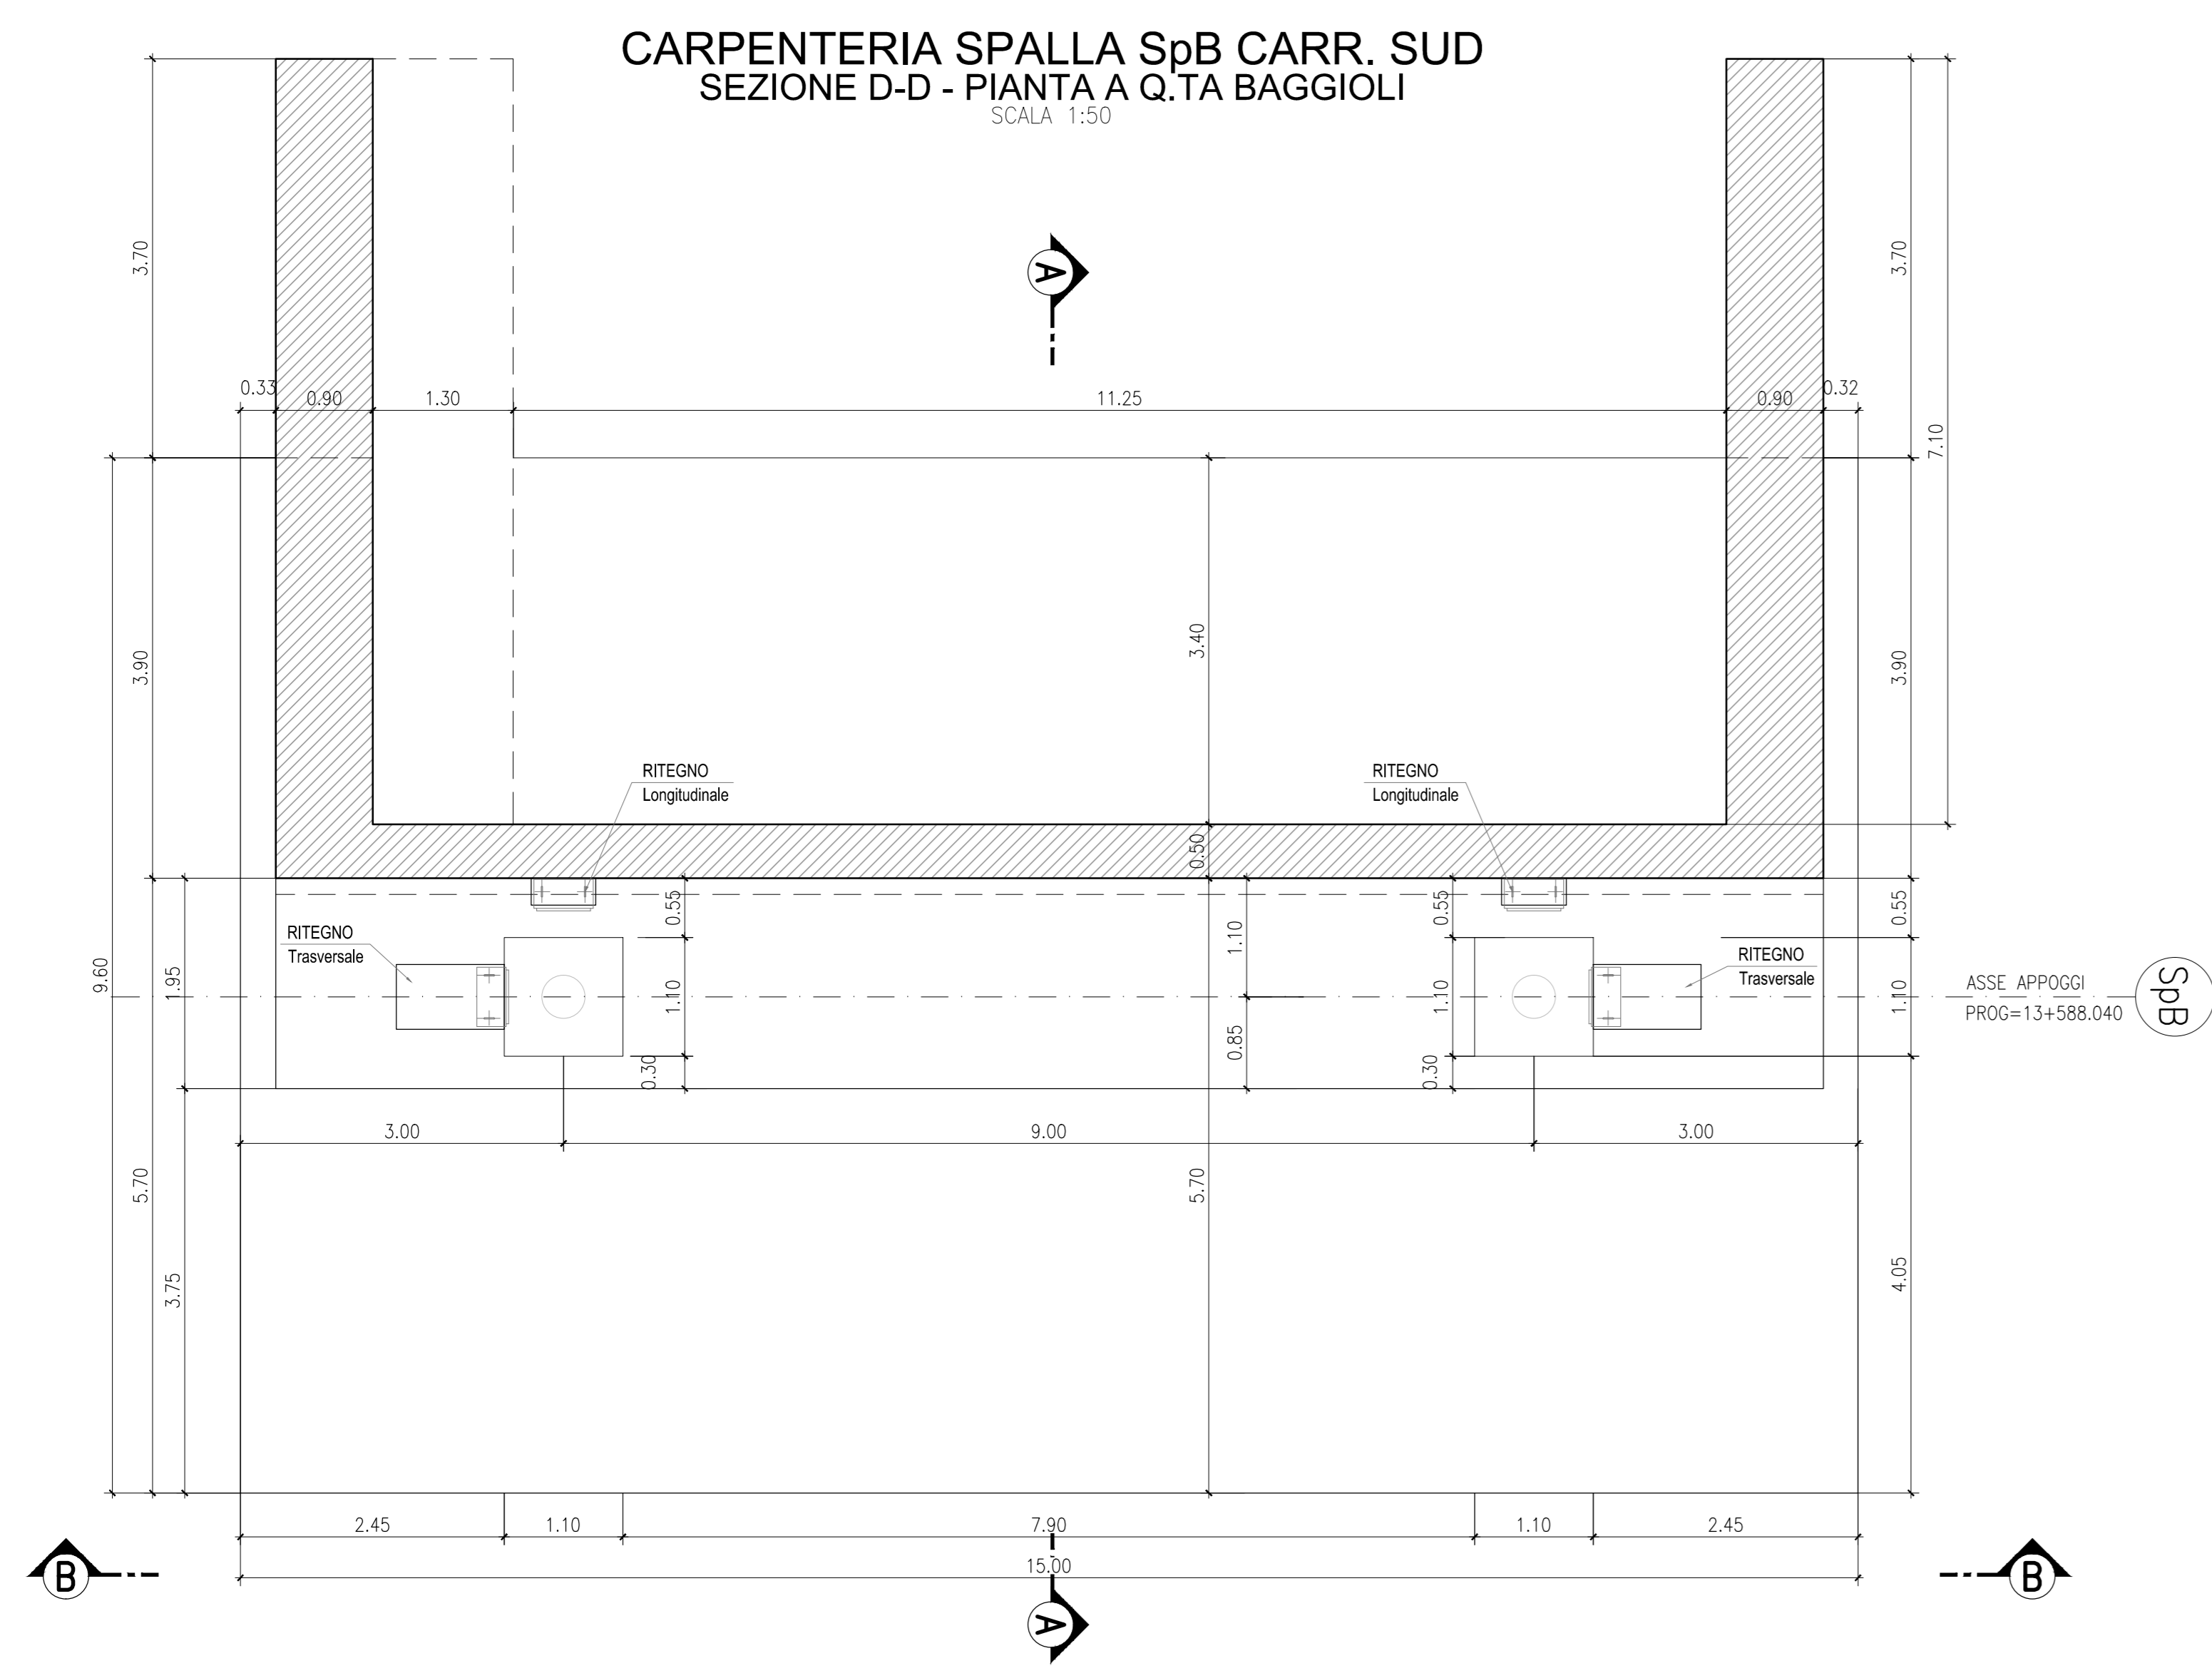 CARPENTERIA SPALLA SpB CARR. SUD
SEZIONE D-D - PIANTA A Q.TA BAGGIOLI
SCALA 1:50
A
3.70
3.70
7.10
0.33
0.90
1.30
11.25
0.90
0.32
3.90
3.40
3.90
RITEGNO
Longitudinale
RITEGNO
Longitudinale
0.50
0.55
0.55
0.55
RITEGNO
Trasversale
1.10
RITEGNO
Trasversale
9.60
1.95
1.10
1.10
1.10
ASSE APPOGGI
PROG=13+588.040
SpB
0.30
0.85
0.30
3.00
9.00
3.00
5.70
5.70
3.75
4.05
2.45
1.10
7.90
1.10
2.45
15.00
B
B
A